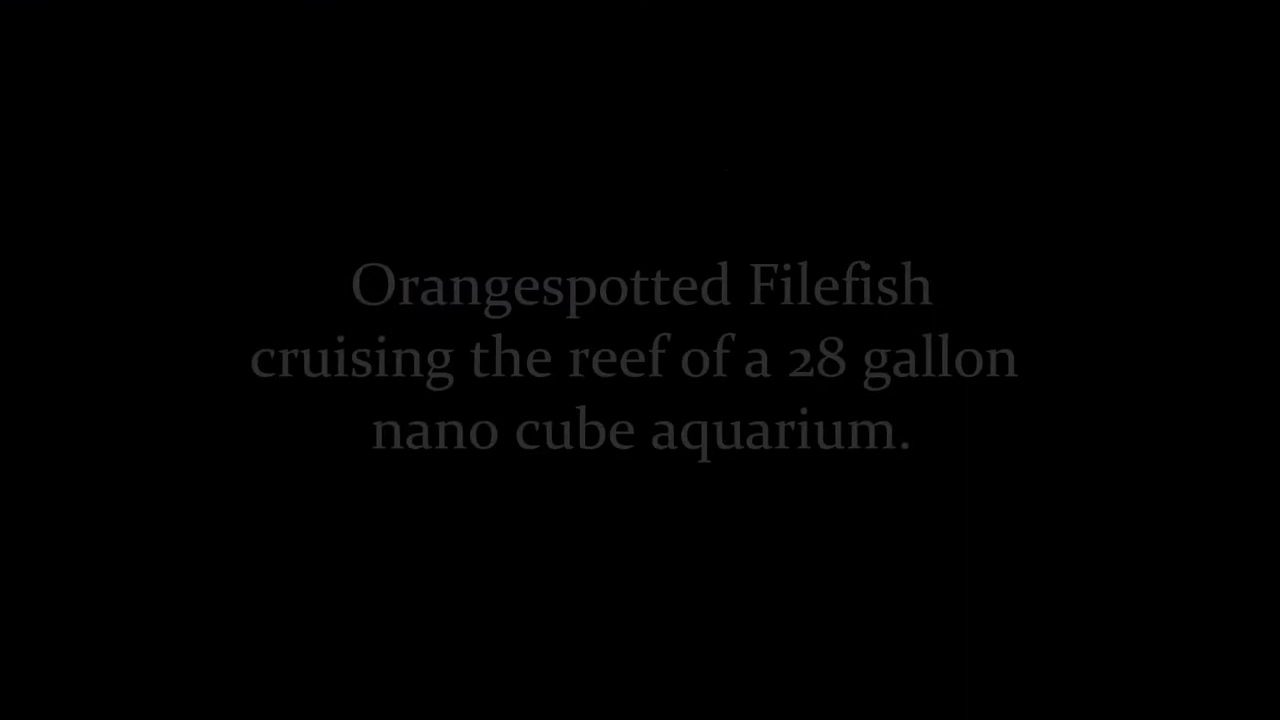 Orangespotted Filefish
cruising the reef of a 28 gallon
nano cube aquarium.